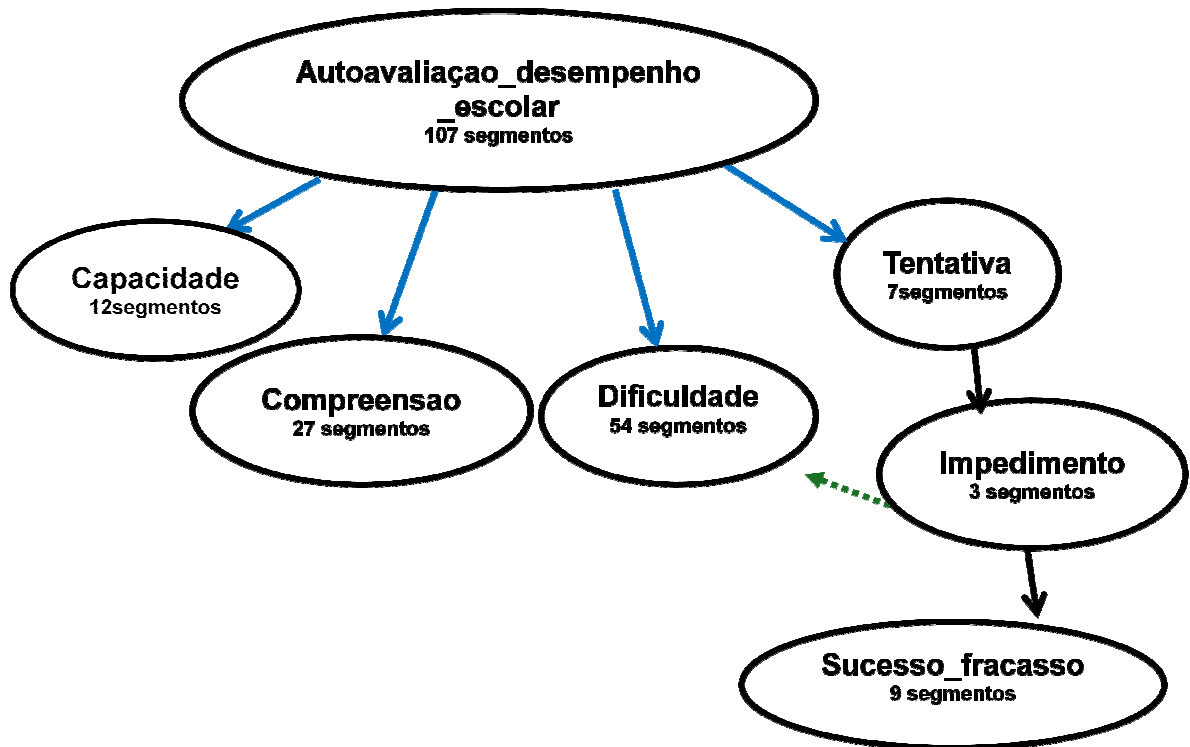 Autoavaliaçao_desempenho
_escolar
107 segmentos
Capacidade
12segmentos
Compreensao
27 segmentos
Dificuldade
54 segmentos
Tentativa
7segmentos
Impedimento
3 segmentos
Sucesso_fracasso
9 segmentos